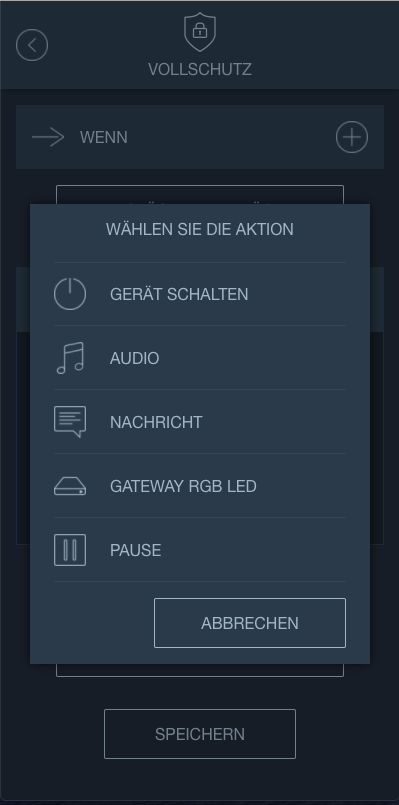 VOLLSCHUTZ
WENN
WÄHLEN SIE DIE AKTION
GERÄT SCHALTEN
AUDIO
NACHRICHT
GATEWAY RGB LED
PAUSE
ABBRECHEN
SPEICHERN